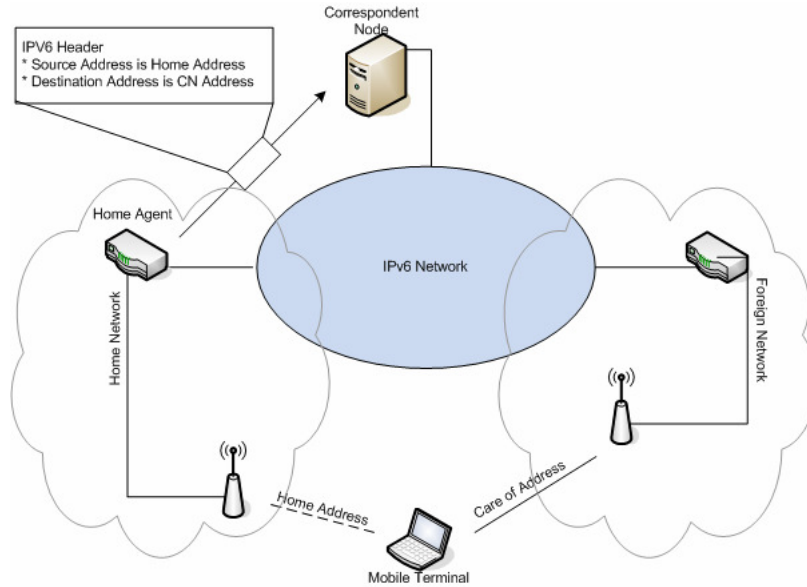 Correspondent
Node
IPV6 Header
* Source Address is Home Address
* Destination Address is CN Address
Home Agent
IPv6 Network
Home Network
Foreign Network
Home Address
Care of Address
Mobile Terminal